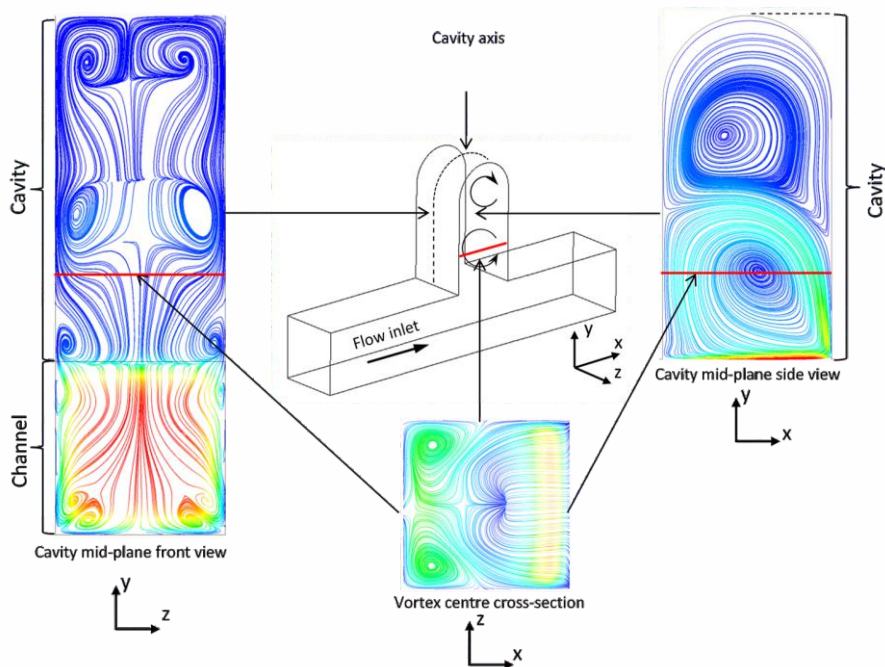 Cavity axis
Cavity
Channel
Cavity
Flow inlet
y
x
z
Cavity mid-plane front view
y
z
Cavity mid-plane side view
y
x
Vortex centre cross-section
z
x